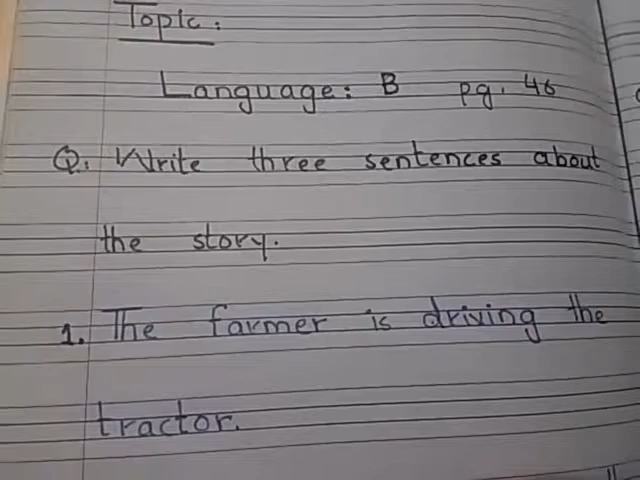 Topic:
Language: B pg. 46
Q. Write three sentences about
the story.
1. The farmer is driving the
tractor.